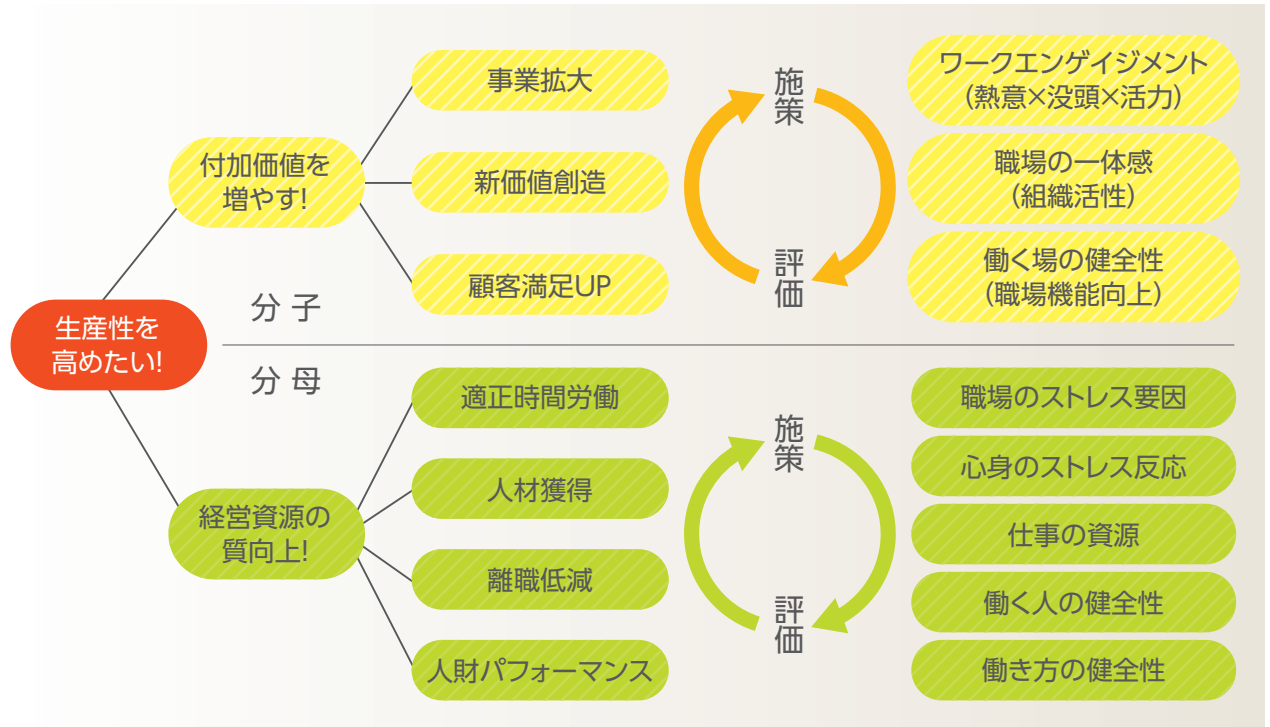 生産性を
高めたい!
付加価値を
増やす!
事業拡大
新価値創造
顧客満足UP
分子
施策
評価
ワークエンゲイジメント
(熱意×没頭×活力)
職場の一体感
(組織活性)
働く場の健全性
(職場機能向上)
分母
経営資源の
質向上!
適正時間労働
人材獲得
離職低減
人財パフォーマンス
施策
評価
職場のストレス要因
心身のストレス反応
仕事の資源
働く人の健全性
働き方の健全性